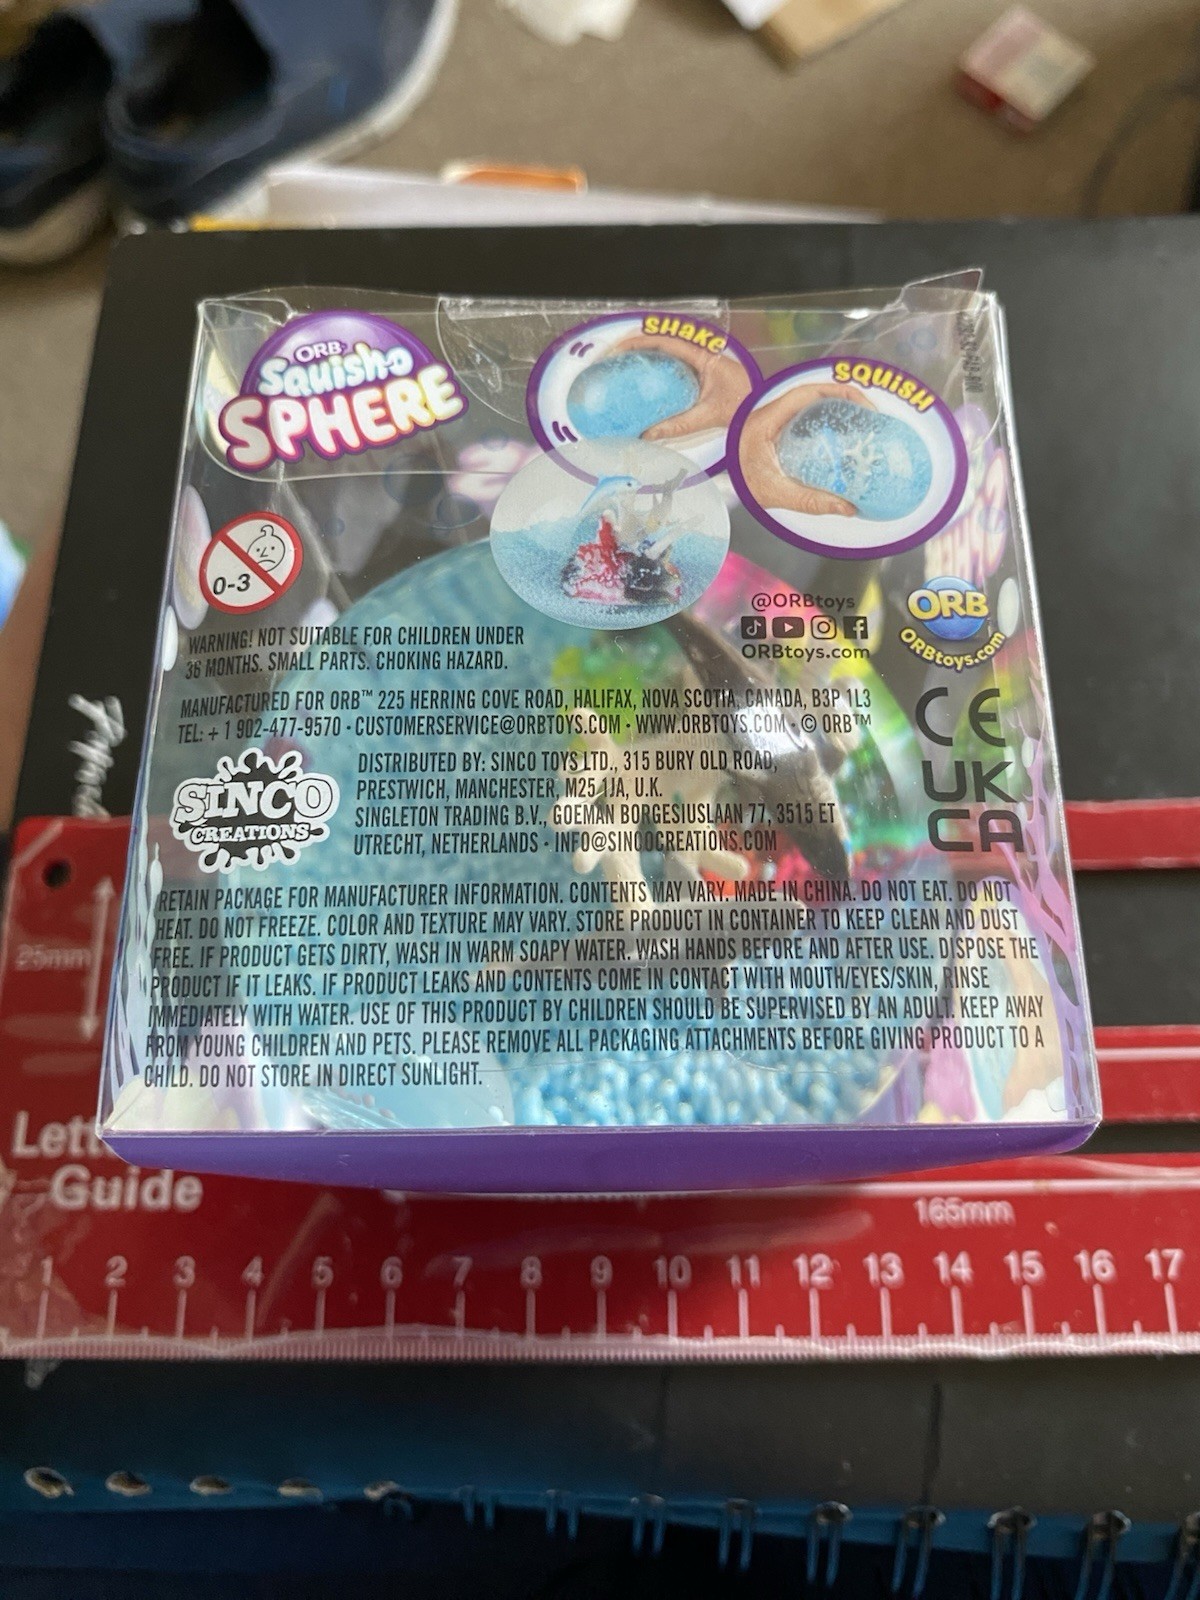 ORB
Squish-o
SPHERE
SHAKE
SQUISH
0-3
WARNING! NOT SUITABLE FOR CHILDREN UNDER
36 MONTHS. SMALL PARTS. CHOKING HAZARD.
@ORBtoys
ORBtoys.com
ORB
ORBtoys.com
MANUFACTURED FOR ORB™ 225 HERRING COVE ROAD, HALIFAX, NOVA SCOTIA, CANADA, B3P 1L3
TEL: + 1 902-477-9570 • CUSTOMERSERVICE@ORBTOYS.COM • WWW.ORBTOYS.COM • © ORB™
CE
UK
CA
SINCO
CREATIONS
DISTRIBUTED BY: SINCO TOYS LTD., 315 BURY OLD ROAD,
PRESTWICH, MANCHESTER, M25 1JA, U.K.
SINGLETON TRADING B.V., GOEMAN BORGESIUSLAAN 77, 3515 ET
UTRECHT, NETHERLANDS • INFO@SINCOCREATIONS.COM
RETAIN PACKAGE FOR MANUFACTURER INFORMATION. CONTENTS MAY VARY. MADE IN CHINA. DO NOT EAT. DO NOT
HEAT. DO NOT FREEZE. COLOR AND TEXTURE MAY VARY. STORE PRODUCT IN CONTAINER TO KEEP CLEAN AND DUST
FREE. IF PRODUCT GETS DIRTY, WASH IN WARM SOAPY WATER. WASH HANDS BEFORE AND AFTER USE. DISPOSE THE
PRODUCT IF IT LEAKS. IF PRODUCT LEAKS AND CONTENTS COME IN CONTACT WITH MOUTH/EYES/SKIN, RINSE
IMMEDIATELY WITH WATER. USE OF THIS PRODUCT BY CHILDREN SHOULD BE SUPERVISED BY AN ADULT. KEEP AWAY
FROM YOUNG CHILDREN AND PETS. PLEASE REMOVE ALL PACKAGING ATTACHMENTS BEFORE GIVING PRODUCT TO A
CHILD. DO NOT STORE IN DIRECT SUNLIGHT.
25mm
Guide
165mm
1 2 3 4 5 6 7 8 9 10 11 12 13 14 15 16 17